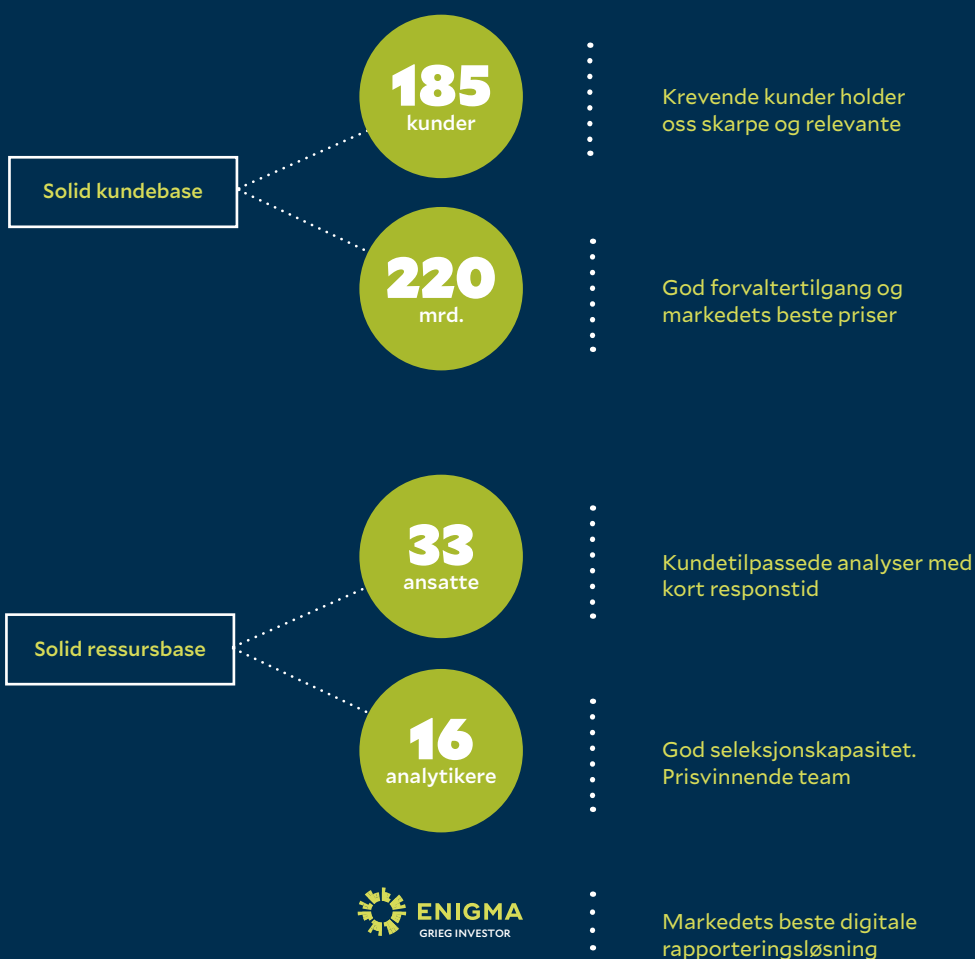 Solid kundebase
185
kunder
Krevende kunder holder
oss skarpe og relevante
220
mrd.
God forvaltertilgang og
markedets beste priser
Solid ressursbase
33
ansatte
Kundetilpassede analyser med
kort responstid
16
analytikere
God seleksjonskapasitet.
Prisvinnende team
ENIGMA
GRIEG INVESTOR
Markedets beste digitale
rapporteringsløsning